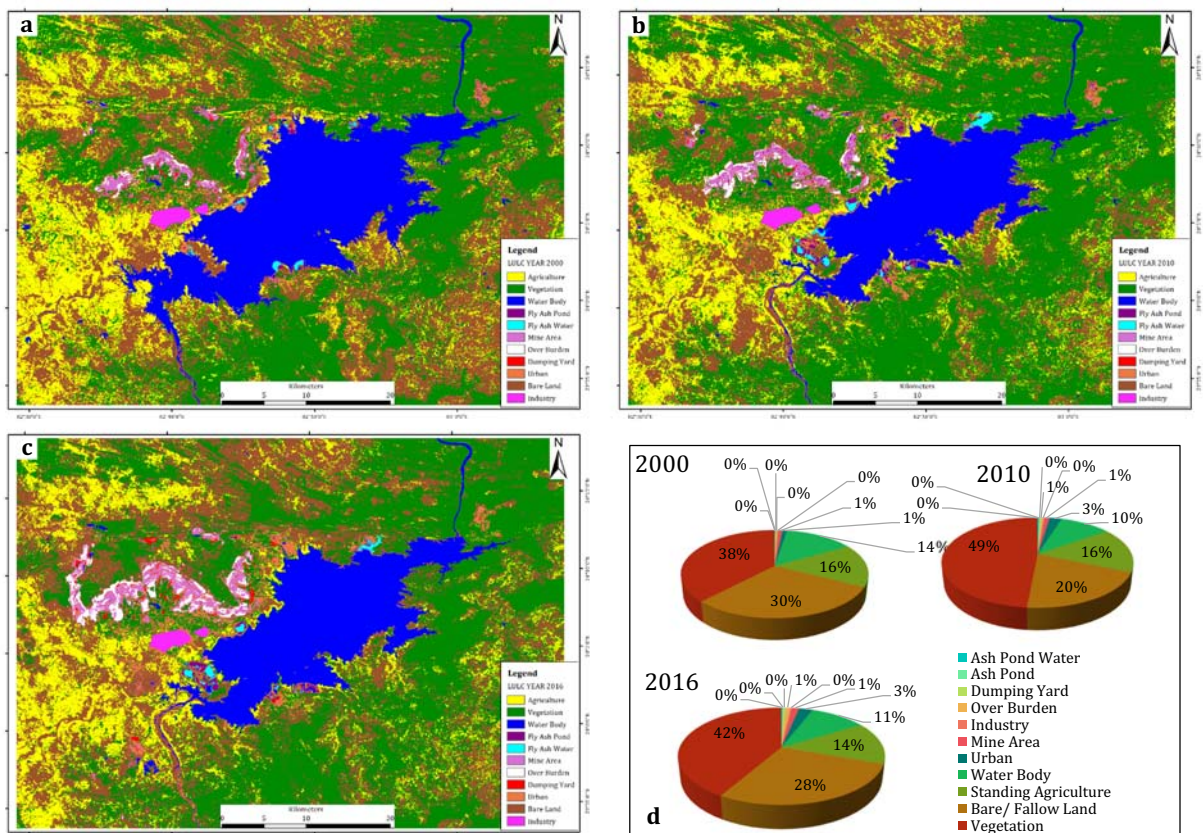 a
N
Legend
LULC YEAR 2000
Agriculture
Vegetation
Water Body
Fly Ash Pond
Fly Ash Water
Mine Area
Over Burden
Dumping Yard
Urban
Bare Land
Industry
Kilometers
0 5 10 20
b
N
Legend
LULC YEAR 2010
Agriculture
Vegetation
Water Body
Fly Ash Pond
Fly Ash Water
Mine Area
Over Burden
Dumping Yard
Urban
Bare Land
Industry
Kilometers
0 5 10 20
c
N
Legend
LULC YEAR 2016
Agriculture
Vegetation
Water Body
Fly Ash Pond
Fly Ash Water
Mine Area
Over Burden
Dumping Yard
Urban
Bare Land
Industry
Kilometers
0 5 10 20
2000
0% 0%
0% 0%
0%
1%
1%
14%
16%
30%
38%
2010
0%
0%
0%
0%
1%
1%
3%
10%
16%
20%
49%
2016
0%
0%
0%
1%
0%
1%
3%
11%
14%
28%
42%
Ash Pond Water
Ash Pond
Dumping Yard
Over Burden
Industry
Mine Area
Urban
Water Body
Standing Agriculture
Bare/ Fallow Land
Vegetation
d